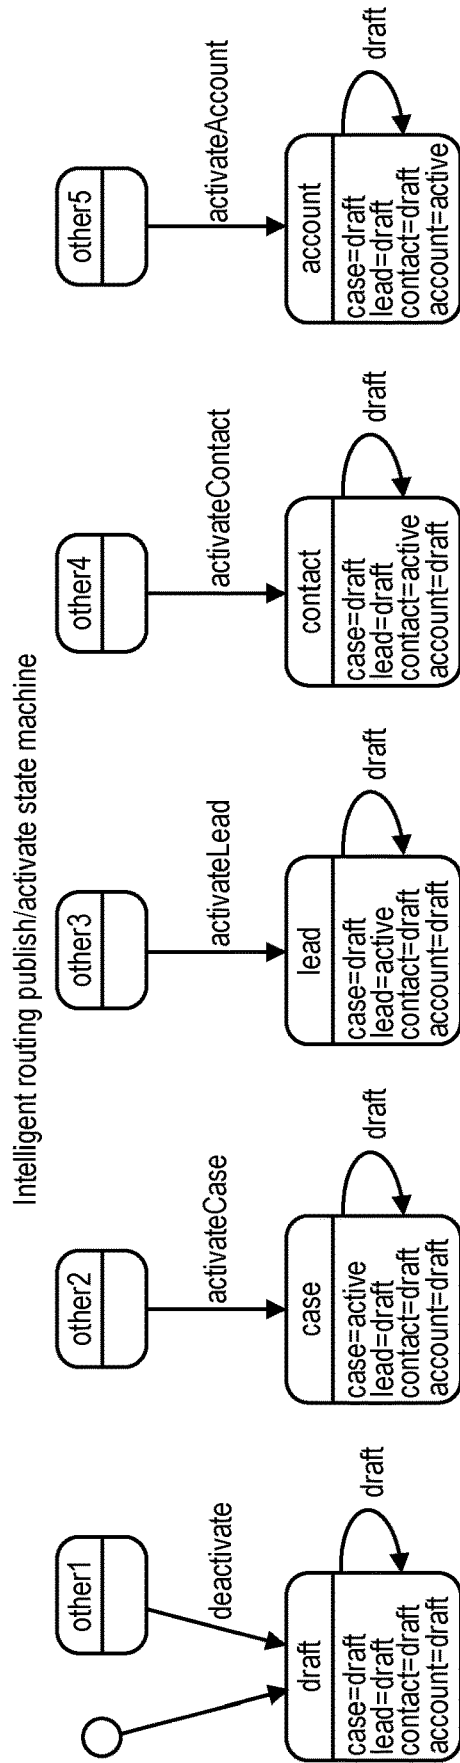 Intelligent routing publish/activate state machine
other1
deactivate
draft
case=draft
lead=draft
contact=draft
account=draft
draft
other2
activateCase
case
case=active
lead=draft
contact=draft
account=draft
draft
other3
activateLead
lead
case=draft
lead=active
contact=draft
account=draft
draft
other4
activateContact
contact
case=draft
lead=draft
contact=active
account=draft
draft
other5
activateAccount
account
case=draft
lead=draft
contact=draft
account=active
draft